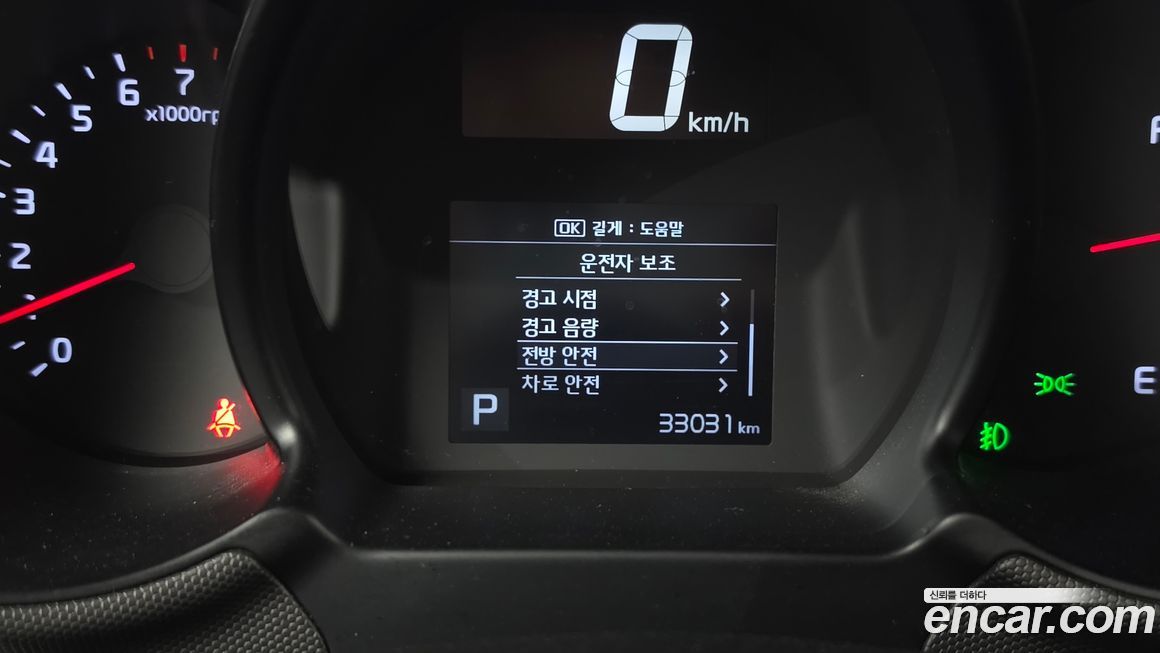 0
km/h
7
6
x1000rp
5
4
3
2
1
0
OK 길게 : 도움말
운전자 보조
경고 시점
경고 음량
전방 안전
차로 안전
P
33031 km
E
신뢰를 더하다
encar.com